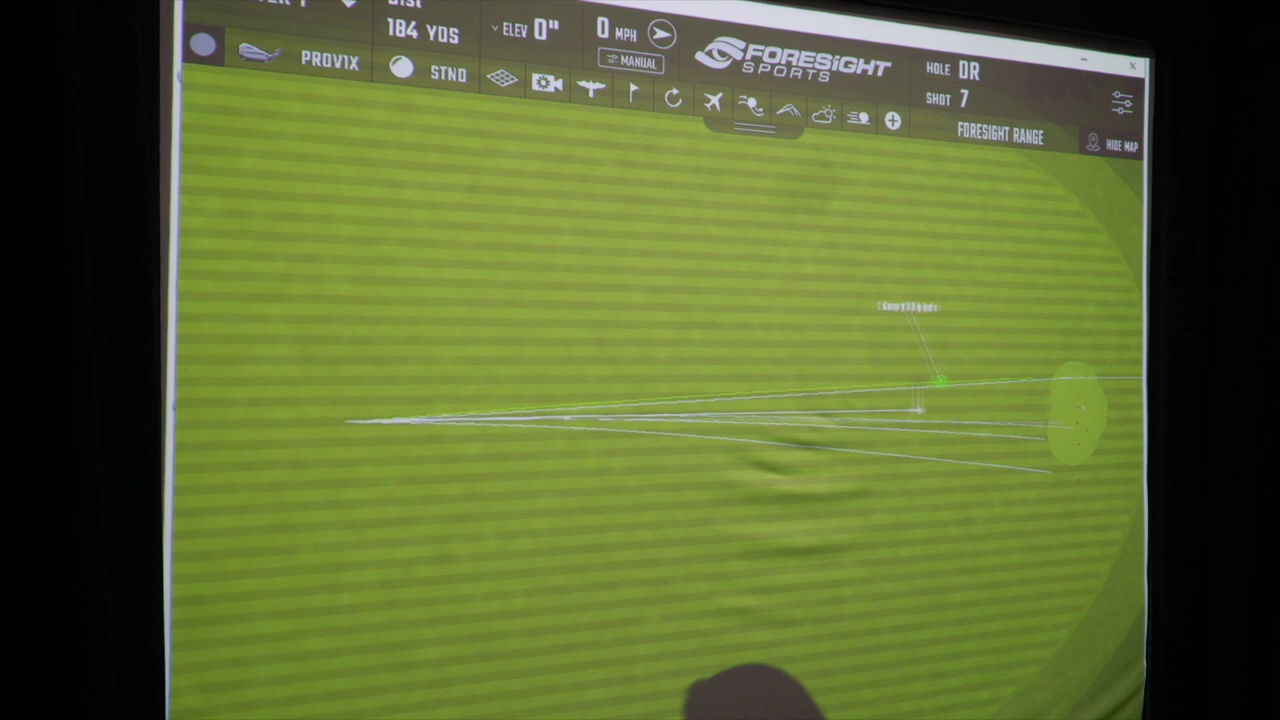 Dist
184 YDS
ELEV 0"
0 MPH
MANUAL
FORESIGHT
SPORTS
HOLE DR
SHOT 7
FORESIGHT RANGE
HIDE MAP
PROV1X
STND